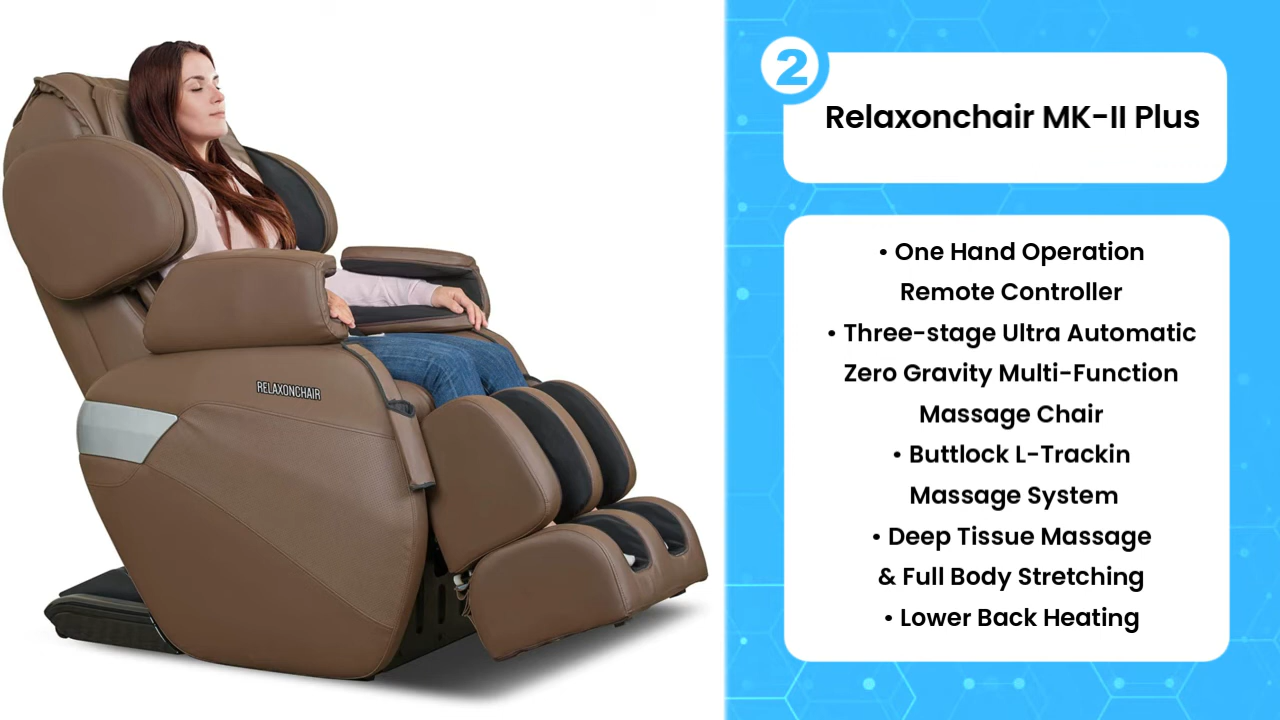 RELAXONCHAIR
2
Relaxonchair MK-II Plus
• One Hand Operation
Remote Controller
• Three-stage Ultra Automatic
Zero Gravity Multi-Function
Massage Chair
• Buttlock L-Trackin
Massage System
• Deep Tissue Massage
& Full Body Stretching
• Lower Back Heating